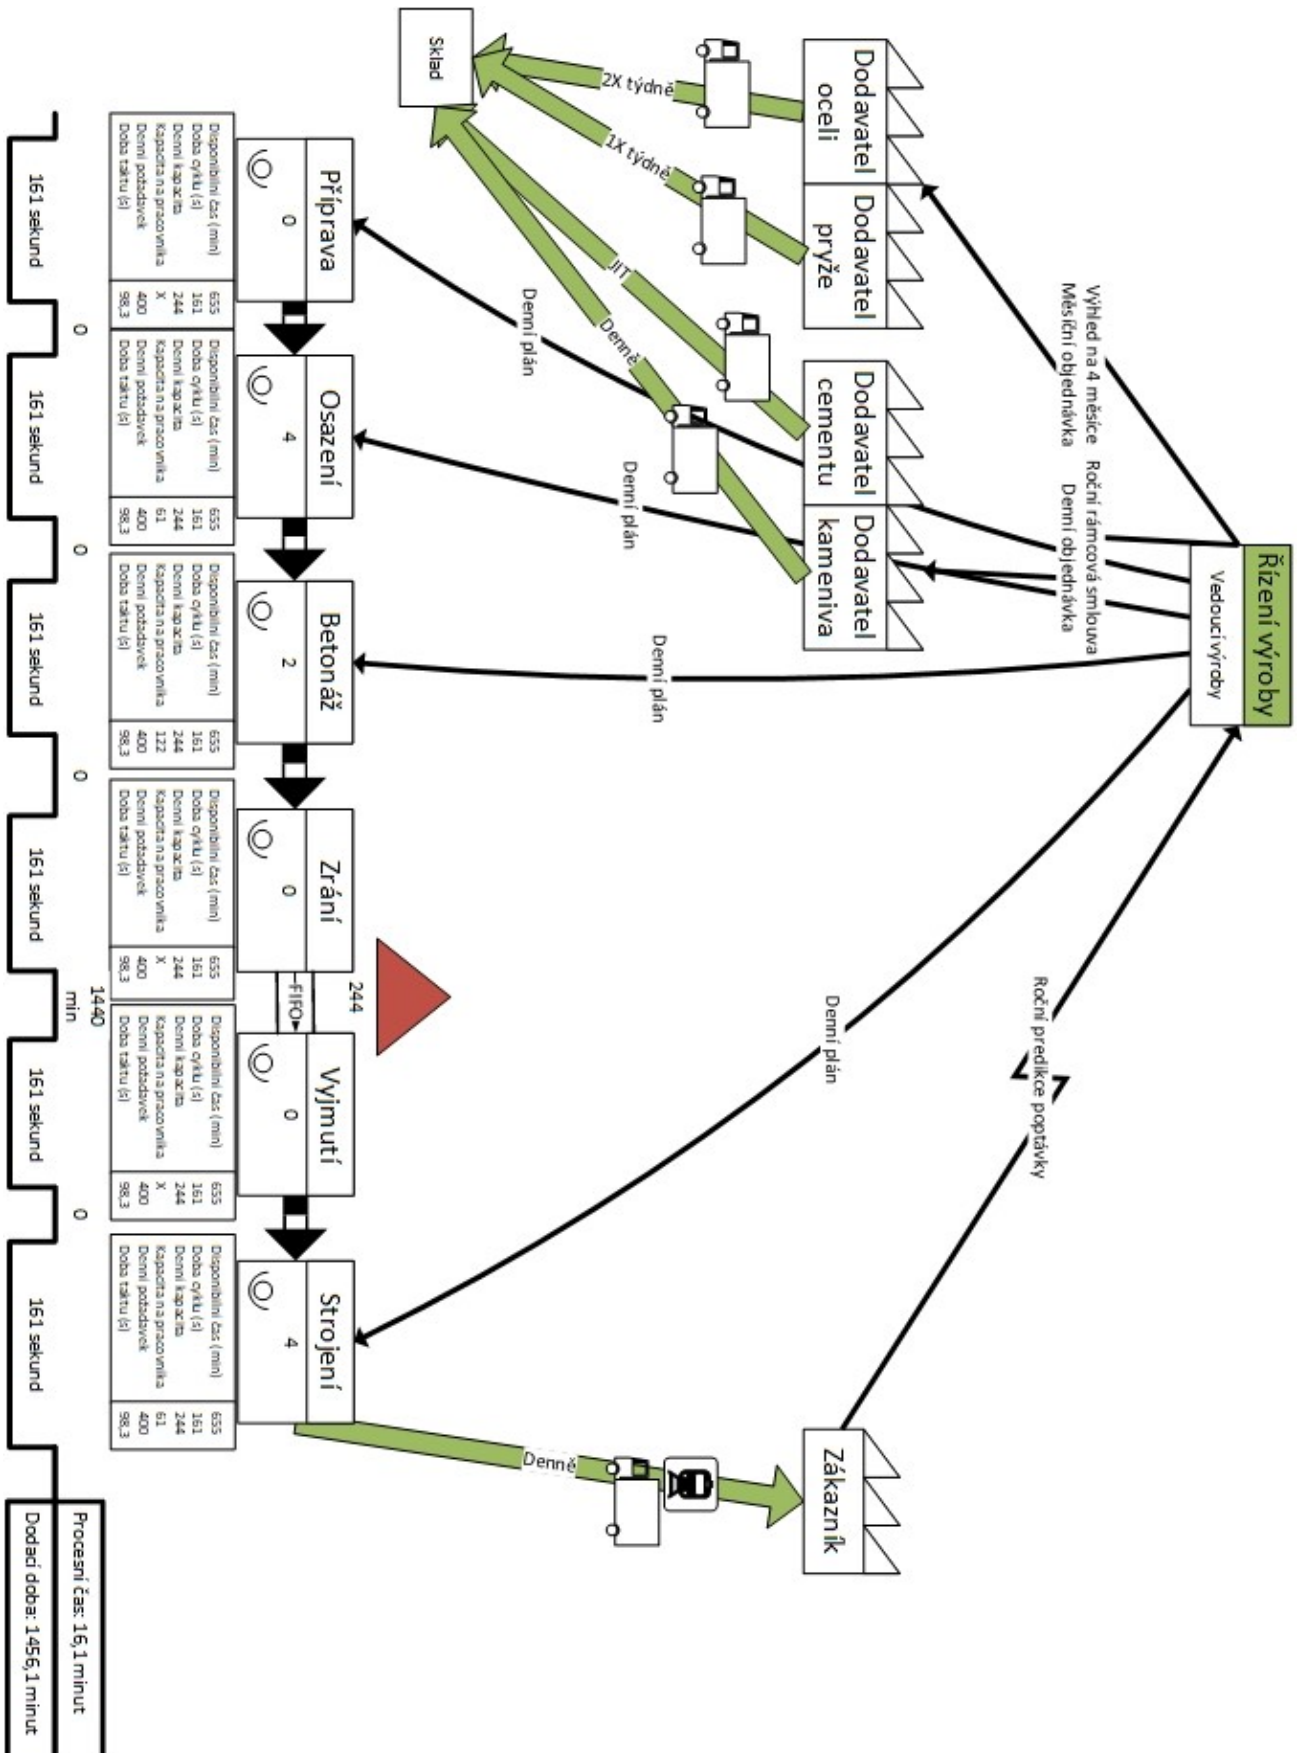 Řízení výroby
Vedoucí výroby
Výhled na 4 měsíce
Měsíční objednávka
Roční rámcová smlouva
Denní objednávka
Roční predikce poptávky
Dodavatel
oceli
Dodavatel
pryže
Dodavatel
cementu
Dodavatel
kameniva
Zákazník
2X týdně
1X týdně
JIT
Denně
Sklad
Denní plán
Denní plán
Denní plán
Denní plán
Denně
Příprava
0
Osazení
4
Betonáž
2
Zrání
0
244
FIFO
Vyjmutí
0
Strojení
4
Disponibilní čas (min) 655
Doba cyklu (s) 161
Denní kapacita 244
Kapacita na pracovníka X
Denní požadavek 400
Doba taktu (s) 98,3
Disponibilní čas (min) 655
Doba cyklu (s) 161
Denní kapacita 244
Kapacita na pracovníka 61
Denní požadavek 400
Doba taktu (s) 98,3
Disponibilní čas (min) 655
Doba cyklu (s) 161
Denní kapacita 244
Kapacita na pracovníka 122
Denní požadavek 400
Doba taktu (s) 98,3
Disponibilní čas (min) 655
Doba cyklu (s) 161
Denní kapacita 244
Kapacita na pracovníka X
Denní požadavek 400
Doba taktu (s) 98,3
Disponibilní čas (min) 655
Doba cyklu (s) 161
Denní kapacita 244
Kapacita na pracovníka X
Denní požadavek 400
Doba taktu (s) 98,3
Disponibilní čas (min) 655
Doba cyklu (s) 161
Denní kapacita 244
Kapacita na pracovníka 61
Denní požadavek 400
Doba taktu (s) 98,3
161 sekund
0
161 sekund
0
161 sekund
0
161 sekund
1440
min
161 sekund
0
161 sekund
Procesní čas: 16,1 minut
Dodací doba: 1456,1 minut